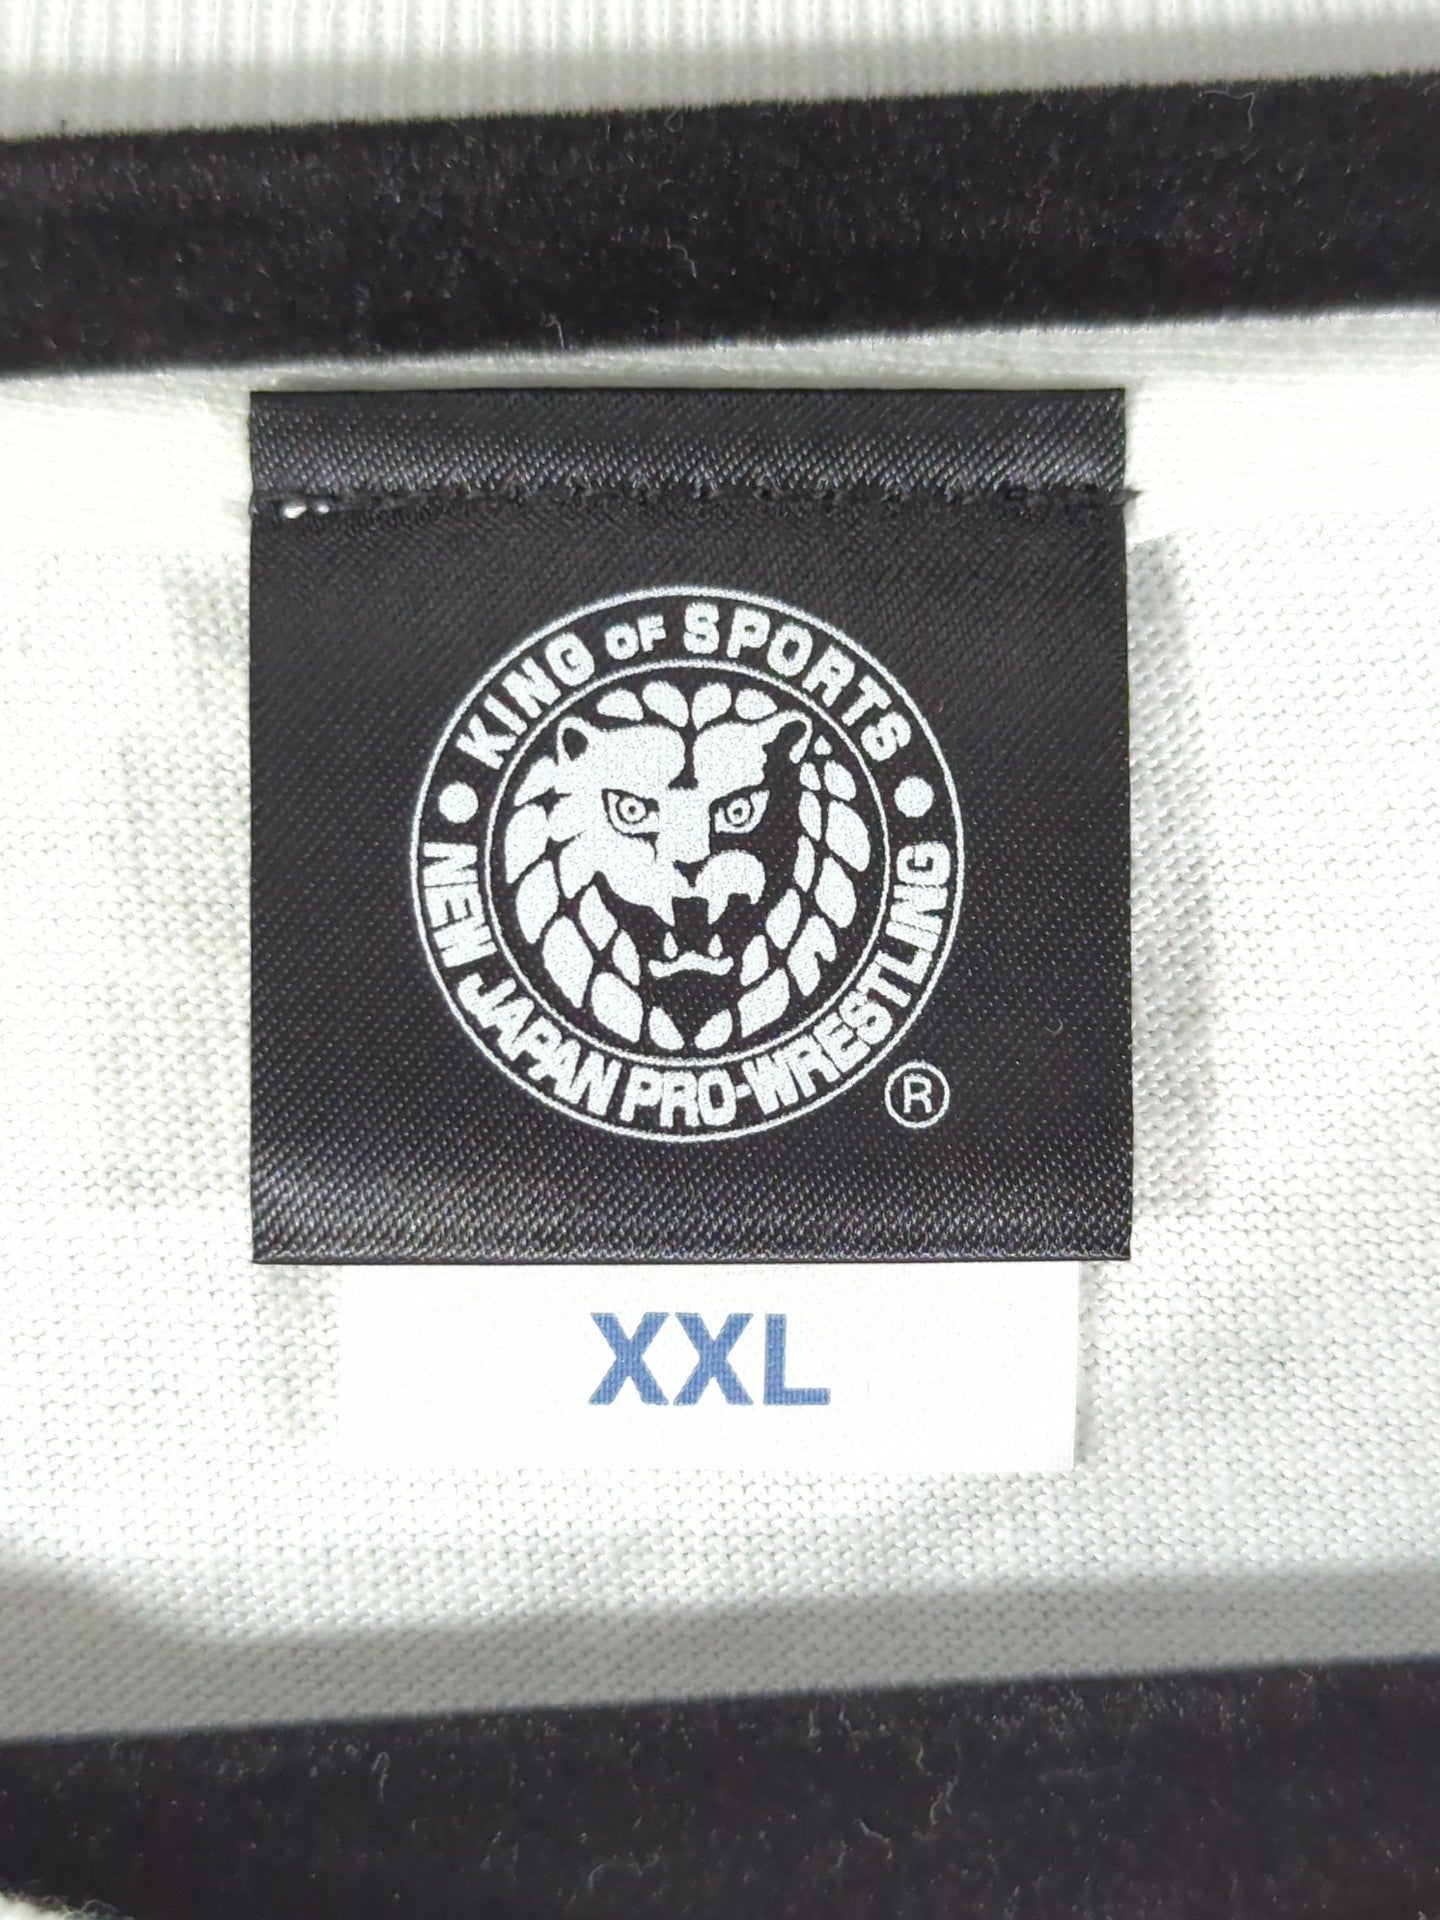 KING OF SPORTS
NEW JAPAN PRO-WRESTLING
®
XXL